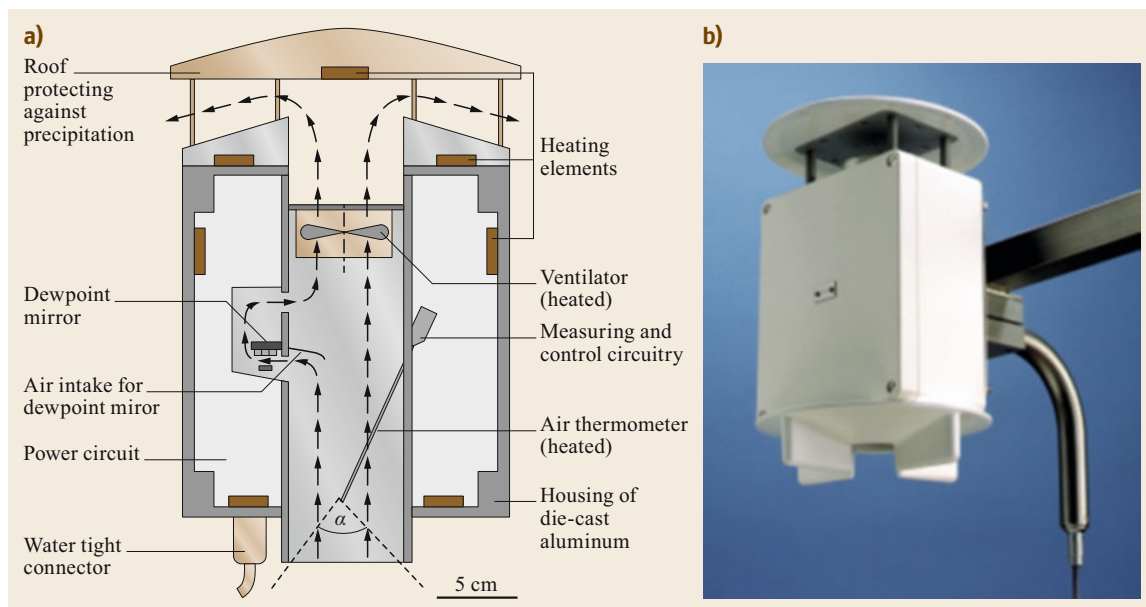 a)
Roof
protecting
against
precipitation
Dewpoint
mirror
Air intake for
dewpoint miror
Power circuit
Water tight
connector
α
5 cm
Heating
elements
Ventilator
(heated)
Measuring and
control circuitry
Air thermometer
(heated)
Housing of
die-cast
aluminum
b)